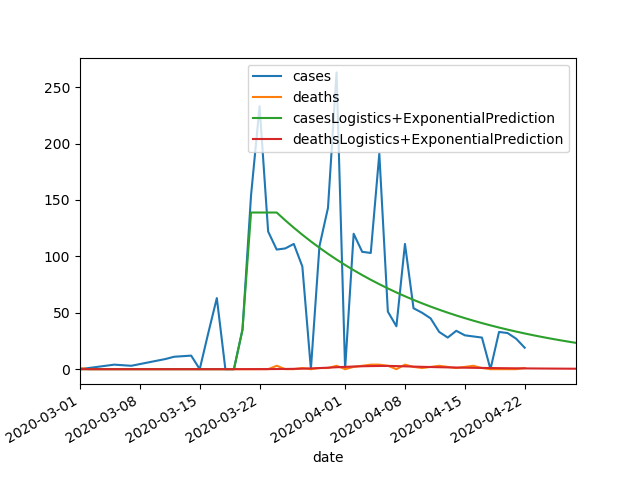 cases
deaths
casesLogistics+ExponentialPrediction
deathsLogistics+ExponentialPrediction
250
200
150
100
50
0
2020-03-01
2020-03-08
2020-03-15
2020-03-22
2020-04-01
2020-04-08
2020-04-15
2020-04-22
date